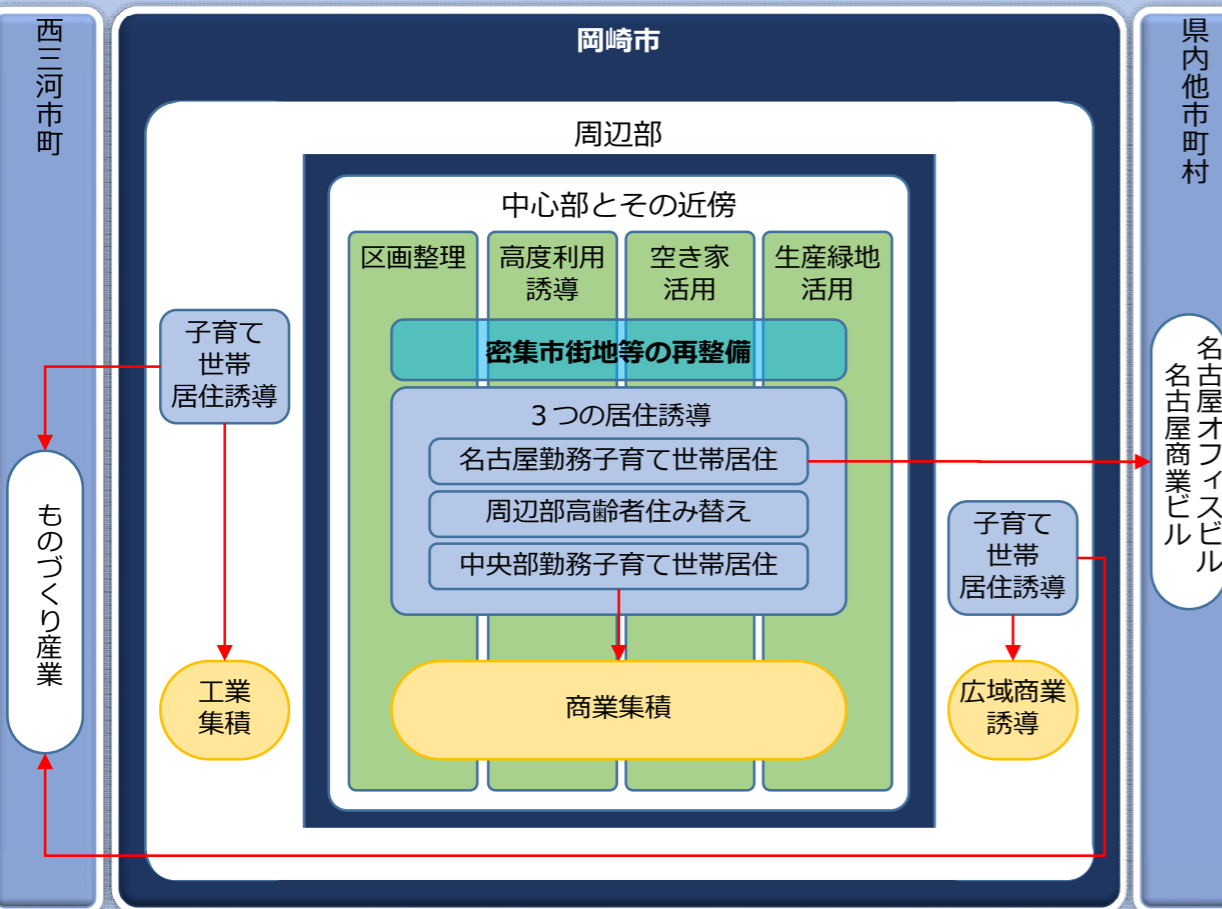 岡崎市
西三河市町
県内他市町村
周辺部
中心部とその近傍
区画整理
高度利用
誘導
空き家
活用
生産緑地
活用
密集市街地等の再整備
3つの居住誘導
名古屋勤務子育て世帯居住
周辺部高齢者住み替え
中央部勤務子育て世帯居住
商業集積
子育て
世帯
居住誘導
工業
集積
ものづくり産業
子育て
世帯
居住誘導
広域商業
誘導
名古屋オフィスビル
名古屋商業ビル